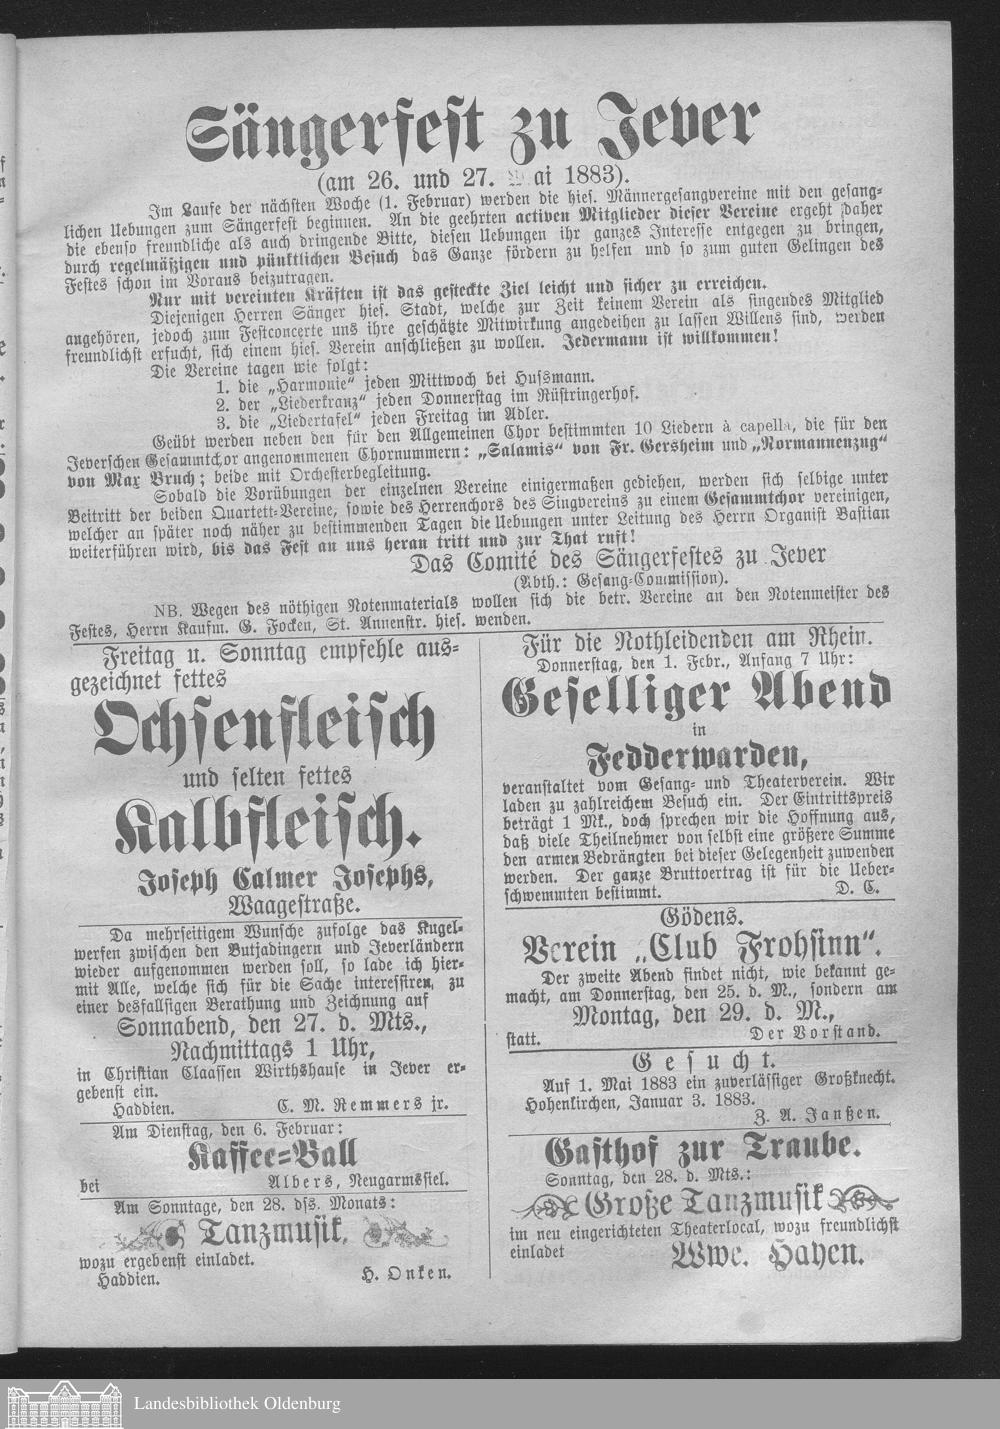 Sängerfest zu Jever
(am 26. und 27. Mai 1883).
Im Laufe der nächsten Woche (1. Februar) werden die hies. Männergesangvereine mit den gesang-
lichen Uebungen zum Sängerfest beginnen. An die geehrten activen Mitglieder dieser Vereine ergeht daher
die ebenso freundliche als auch dringende Bitte, diesen Uebungen ihr ganzes Interesse entgegen zu bringen,
durch regelmäßigen und pünktlichen Besuch das Ganze fördern zu helfen und so zum guten Gelingen des
Festes schon im Voraus beizutragen.
Nur mit vereinten Kräften ist das gesteckte Ziel leicht und sicher zu erreichen.
Diejenigen Herren Sänger hies. Stadt, welche zur Zeit keinem Verein als singendes Mitglied
angehören, jedoch zum Festconcerte uns ihre geschätzte Mitwirkung angedeihen zu lassen Willens sind, werden
freundlichst ersucht, sich einem hies. Verein anschließen zu wollen. Jedermann ist willkommen!
Die Vereine tagen wie folgt:
1. die „Harmonie“ jeden Mittwoch bei Hussmann.
2. der „Liederkranz“ jeden Donnerstag im Rüstringerhof.
3. die „Liedertafel“ jeden Freitag im Adler.
Geübt werden neben den für den Allgemeinen Chor bestimmten 10 Liedern à capella, die für den
Jeverschen Gesammtchor angenommenen Chornummern: „Salamis“ von Fr. Gersheim und „Normannenzug“
von Max Bruch; beide mit Orchesterbegleitung.
Sobald die Vorübungen der einzelnen Vereine einigermaßen gediehen, werden sich selbige unter
Beitritt der beiden Quartett-Vereine, sowie des Herrenchors des Singvereins zu einem Gesammtchor vereinigen,
welcher an später noch näher zu bestimmenden Tagen die Uebungen unter Leitung des Herrn Organist Bastian
weiterführen wird, bis das Fest an uns heran tritt und zur That ruft!
Das Comité des Sängerfestes zu Jever
(Abth.: Gesang-Commission).
NB. Wegen des nöthigen Notenmaterials wollen sich die betr. Vereine an den Notenmeister des
Festes, Herrn Kaufm. G. Focken, St. Annenstr. hies. wenden.
Freitag u. Sonntag empfehle aus-
gezeichnet fettes
Ochsenfleisch
und selten fettes
Kalbfleisch.
Joseph Calmer Josephs,
Waagestraße.
Da mehrseitigem Wunsche zufolge das Kugel-
werfen zwischen den Butjadingern und Jeverländern
wieder aufgenommen werden soll, so lade ich hier-
mit Alle, welche sich für die Sache interessiren, zu
einer desfallsigen Berathung und Zeichnung auf
Sonnabend, den 27. d. Mts.,
Nachmittags 1 Uhr,
in Christian Claassen Wirthshause in Jever er-
gebenst ein.
Haddien. C. M. Remmers jr.
Am Dienstag, den 6. Februar:
Kaffee-Ball
bei Albers, Neugarmssiel.
Am Sonntage, den 28. dss. Monats:
Tanzmusik,
wozu ergebenst einladet.
Haddien. H. Onken.
Für die Nothleidenden am Rhein.
Donnerstag, den 1. Febr., Anfang 7 Uhr:
Geselliger Abend
in
Fedderwarden,
veranstaltet vom Gesang- und Theaterverein. Wir
laden zu zahlreichem Besuch ein. Der Eintrittspreis
beträgt 1 Mk., doch sprechen wir die Hoffnung aus,
daß viele Theilnehmer von selbst eine größere Summe
den armen Bedrängten bei dieser Gelegenheit zuwenden
werden. Der ganze Bruttoertrag ist für die Ueber-
schwemmten bestimmt. D. C.
Gödens.
Verein „Club Frohsinn“.
Der zweite Abend findet nicht, wie bekannt ge-
macht, am Donnerstag, den 25. d. M., sondern am
Montag, den 29. d. M.,
statt. Der Vorstand.
Gesucht.
Auf 1. Mai 1883 ein zuverlässiger Großknecht.
Hohenkirchen, Januar 3. 1883.
Z. A. Janßen.
Gasthof zur Traube.
Sonntag, den 28. d. Mts.:
Große Tanzmusik
im neu eingerichteten Theaterlocal, wozu freundlichst
einladet Wwe. Hayen.
Landesbibliothek Oldenburg